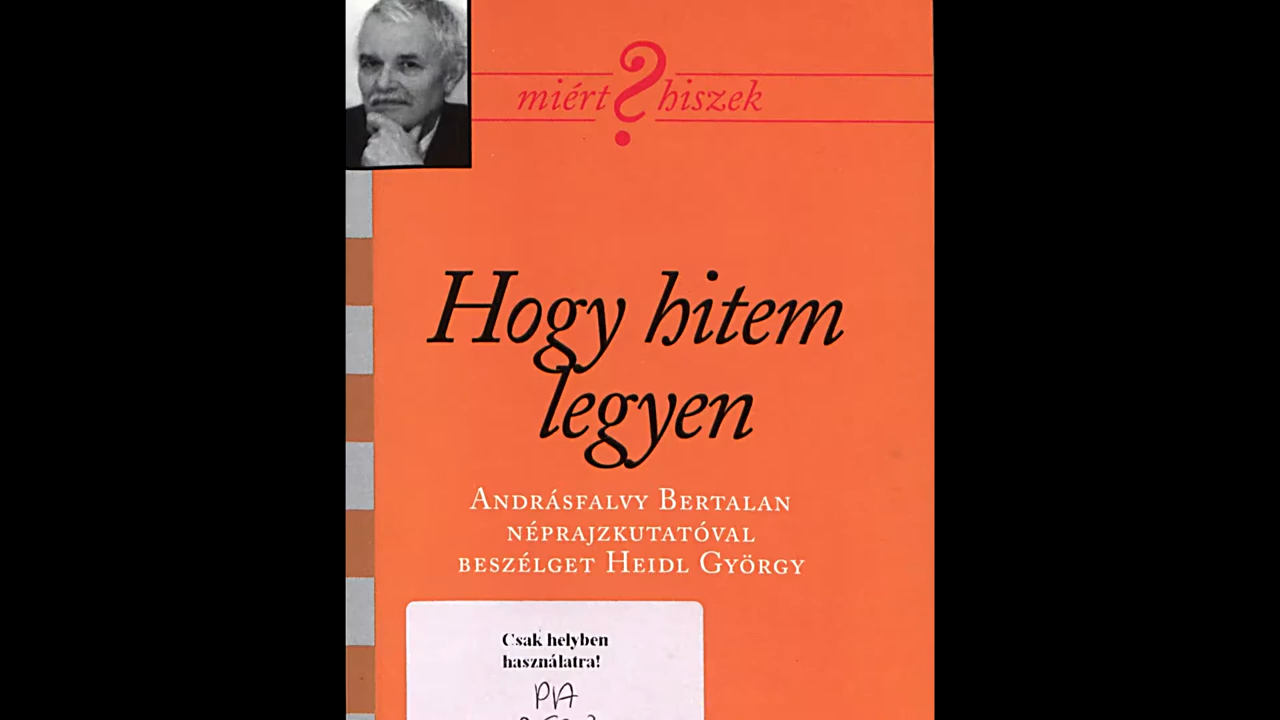 miért?hiszek
Hogy hitem
legyen
Andrásfalvy Bertalan
néprajzkutatóval
beszélget Heidl György
Csak helyben
használatra!
PIA